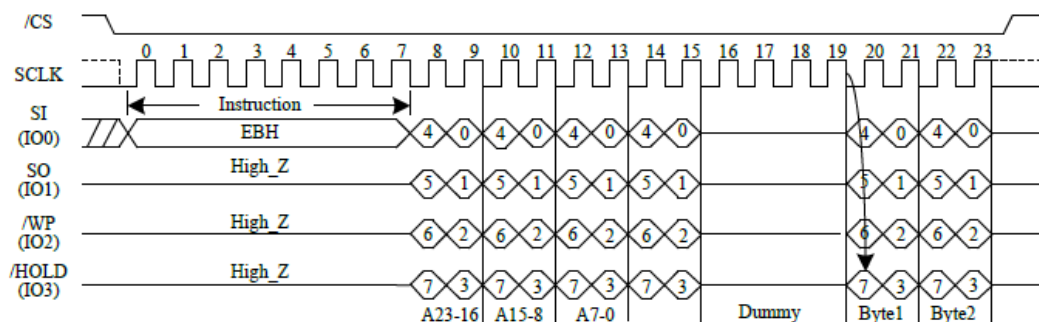 /CS
0 1 2 3 4 5 6 7 8 9 10 11 12 13 14 15 16 17 18 19 20 21 22 23
SCLK
Instruction
SI
(IO0)
EBH
4 0 4 0 4 0 4 0 4 0 4 0
High_Z
SO
(IO1)
5 1 5 1 5 1 5 1 5 1 5 1
High_Z
/WP
(IO2)
6 2 6 2 6 2 6 2 6 2 6 2
High_Z
/HOLD
(IO3)
7 3 7 3 7 3 7 3 7 3 7 3
A23-16 A15-8 A7-0 Dummy Byte1 Byte2